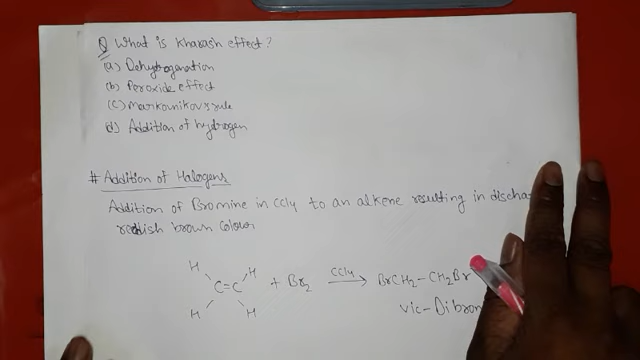 Q What is Kharash effect?
(a) Dehydrogenation
(b) Peroxide effect
(c) Markownikov's rule
(d) Addition of hydrogen
# Addition of Halogens
Addition of Bromine in CCl4 to an alkene resulting in discha
reddish brown colour
H H
C=C + Br2 CCl4 → BrCH2-CH2Br
H H
vic-Dibrom